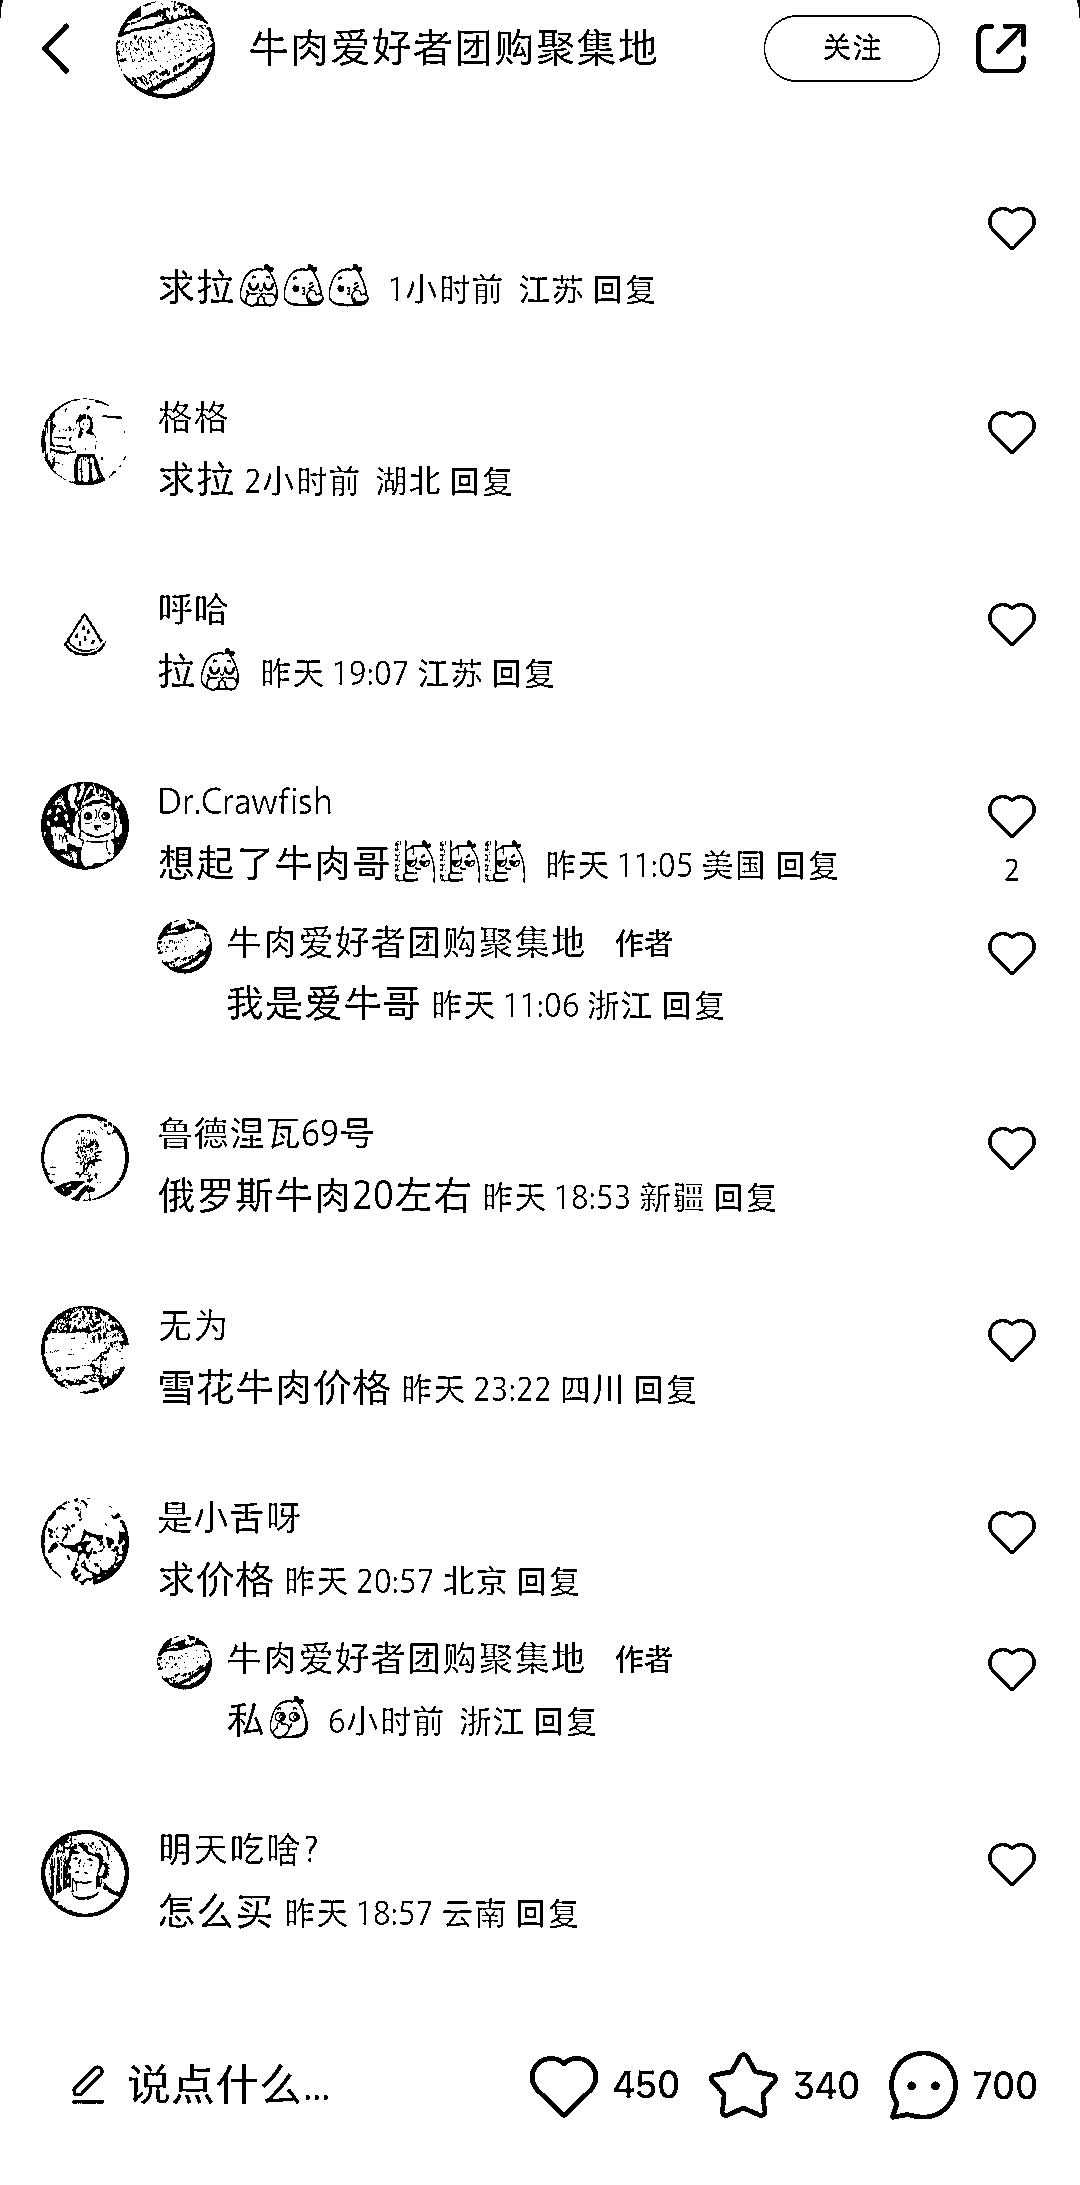 牛肉爱好者团购聚集地 关注
求拉 1小时前 江苏 回复
格格
求拉 2小时前 湖北 回复
呼哈
拉 昨天 19:07 江苏 回复
Dr.Crawfish
想起了牛肉哥 昨天 11:05 美国 回复
2
牛肉爱好者团购聚集地 作者
我是爱牛哥 昨天 11:06 浙江 回复
鲁德涅瓦69号
俄罗斯牛肉20左右 昨天 18:53 新疆 回复
无为
雪花牛肉价格 昨天 23:22 四川 回复
是小舌呀
求价格 昨天 20:57 北京 回复
牛肉爱好者团购聚集地 作者
私 6小时前 浙江 回复
明天吃啥?
怎么买 昨天 18:57 云南 回复
说点什么... 450 340 700